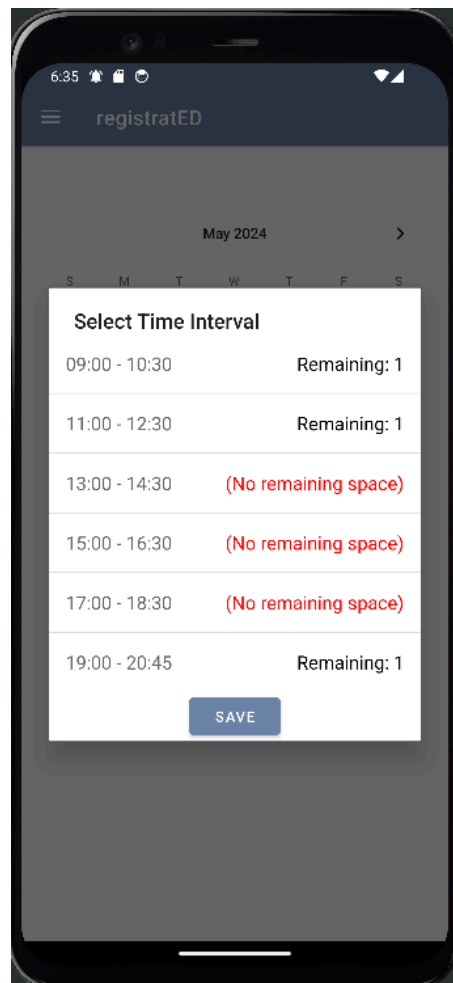 6:35
registratED
May 2024
S M T W T F S
Select Time Interval
09:00 - 10:30 Remaining: 1
11:00 - 12:30 Remaining: 1
13:00 - 14:30 (No remaining space)
15:00 - 16:30 (No remaining space)
17:00 - 18:30 (No remaining space)
19:00 - 20:45 Remaining: 1
SAVE